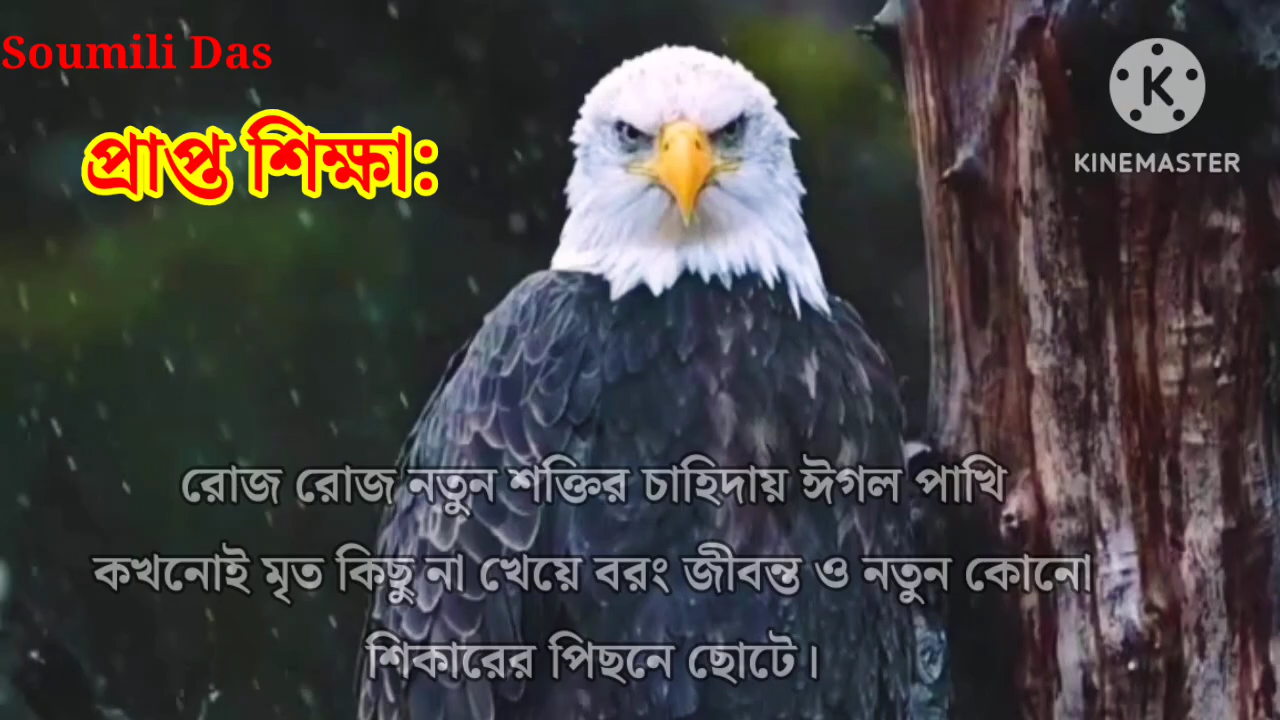 Soumili Das
প্রাপ্ত শিক্ষা:
K
KINEMASTER
রোজ রোজ নতুন শক্তির চাহিদায় ঈগল পাখি
কখনোই মৃত কিছু না খেয়ে বরং জীবন্ত ও নতুন কোনো
শিকারের পিছনে ছোটে।